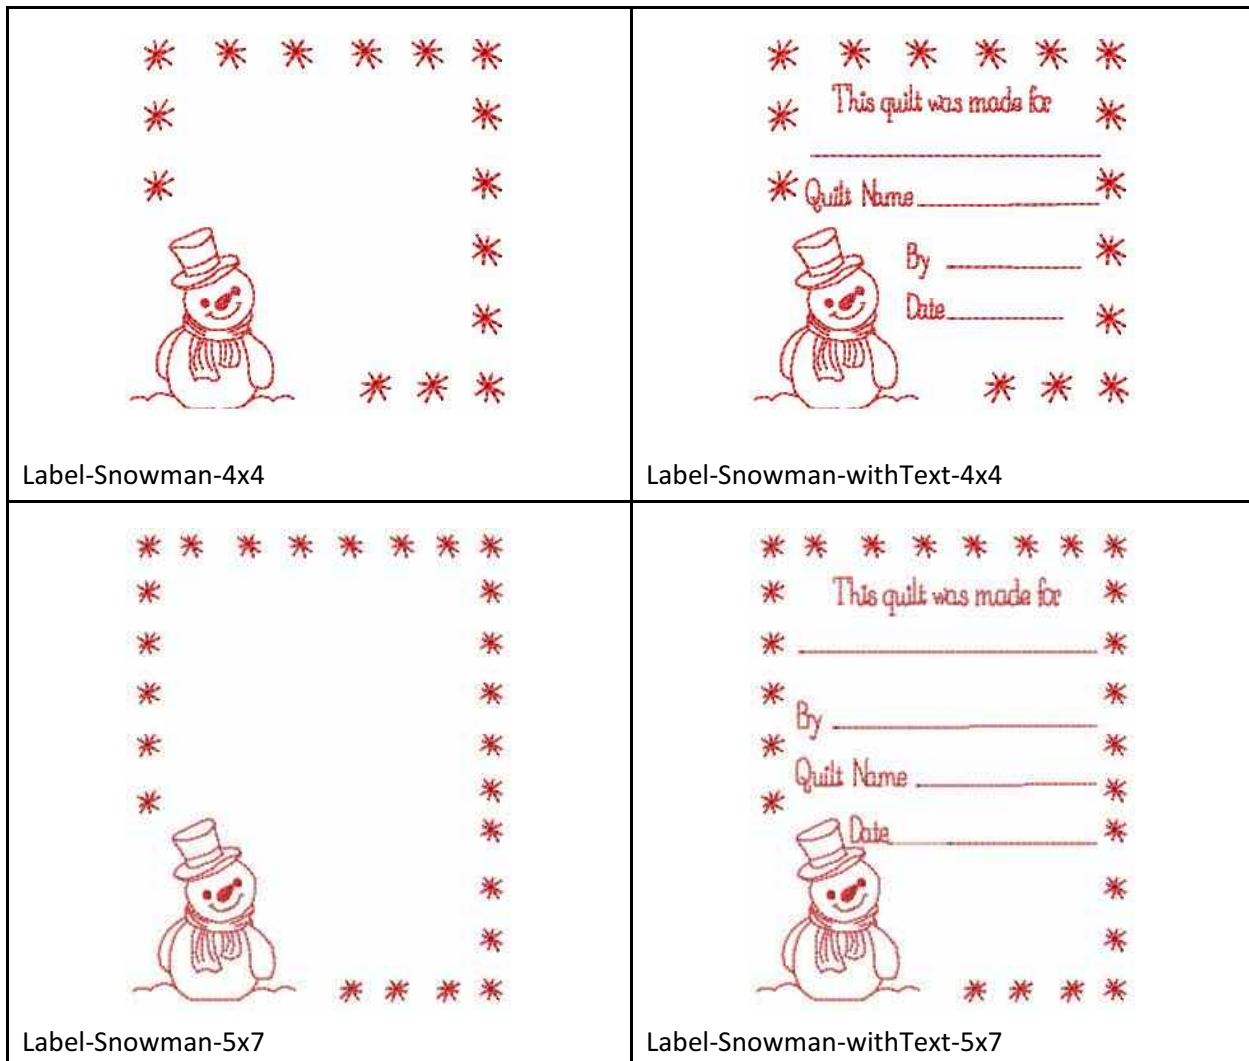 Label-Snowman-4x4
This quilt was made for
Quilt Name
By
Date
Label-Snowman-withText-4x4
Label-Snowman-5x7
This quilt was made for
By
Quilt Name
Date
Label-Snowman-withText-5x7